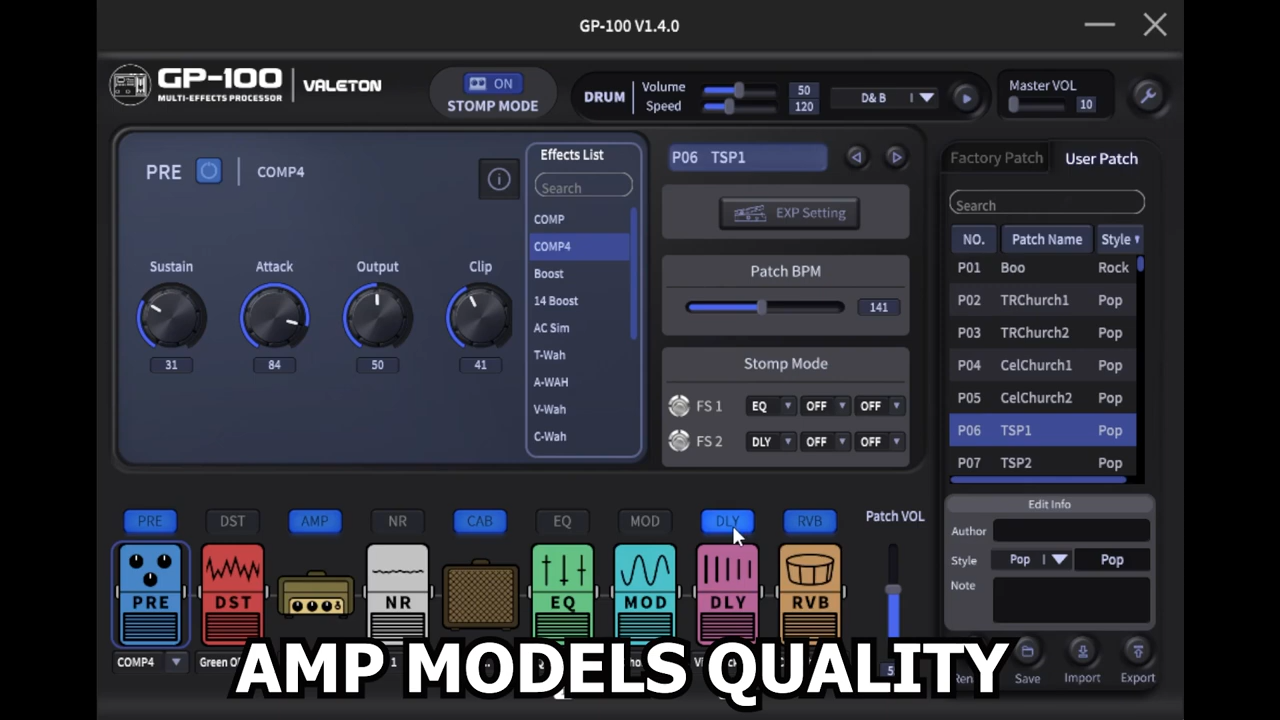 GP-100 V1.4.0
GP-100
MULTI-EFFECTS PROCESSOR
VALETON
ON
STOMP MODE
DRUM
Volume
50
Speed
120
D& B
Master VOL
10
PRE
COMP4
Effects List
Search
COMP
COMP4
Boost
14 Boost
AC Sim
T-Wah
A-WAH
V-Wah
C-Wah
Sustain
Attack
Output
Clip
31
84
50
41
P06 TSP1
EXP Setting
Patch BPM
141
Stomp Mode
FS 1 EQ OFF OFF
FS 2 DLY OFF OFF
Factory Patch User Patch
Search
NO. Patch Name Style
P01 Boo Rock
P02 TRChurch1 Pop
P03 TRChurch2 Pop
P04 CelChurch1 Pop
P05 CelChurch2 Pop
P06 TSP1 Pop
P07 TSP2 Pop
Edit Info
Author
Style Pop Pop
Note
PRE DST AMP NR CAB EQ MOD DLY RVB
Patch VOL
PRE DST NR EQ MOD DLY RVB
COMP4
Green
Save Import Export
AMP MODELS QUALITY